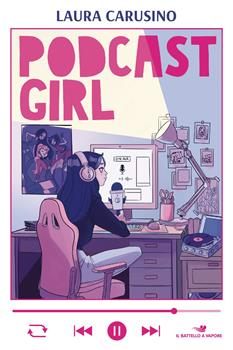 LAURA CARUSINO
PODCAST
GIRL
ON AIR
IL BATTELLO A VAPORE